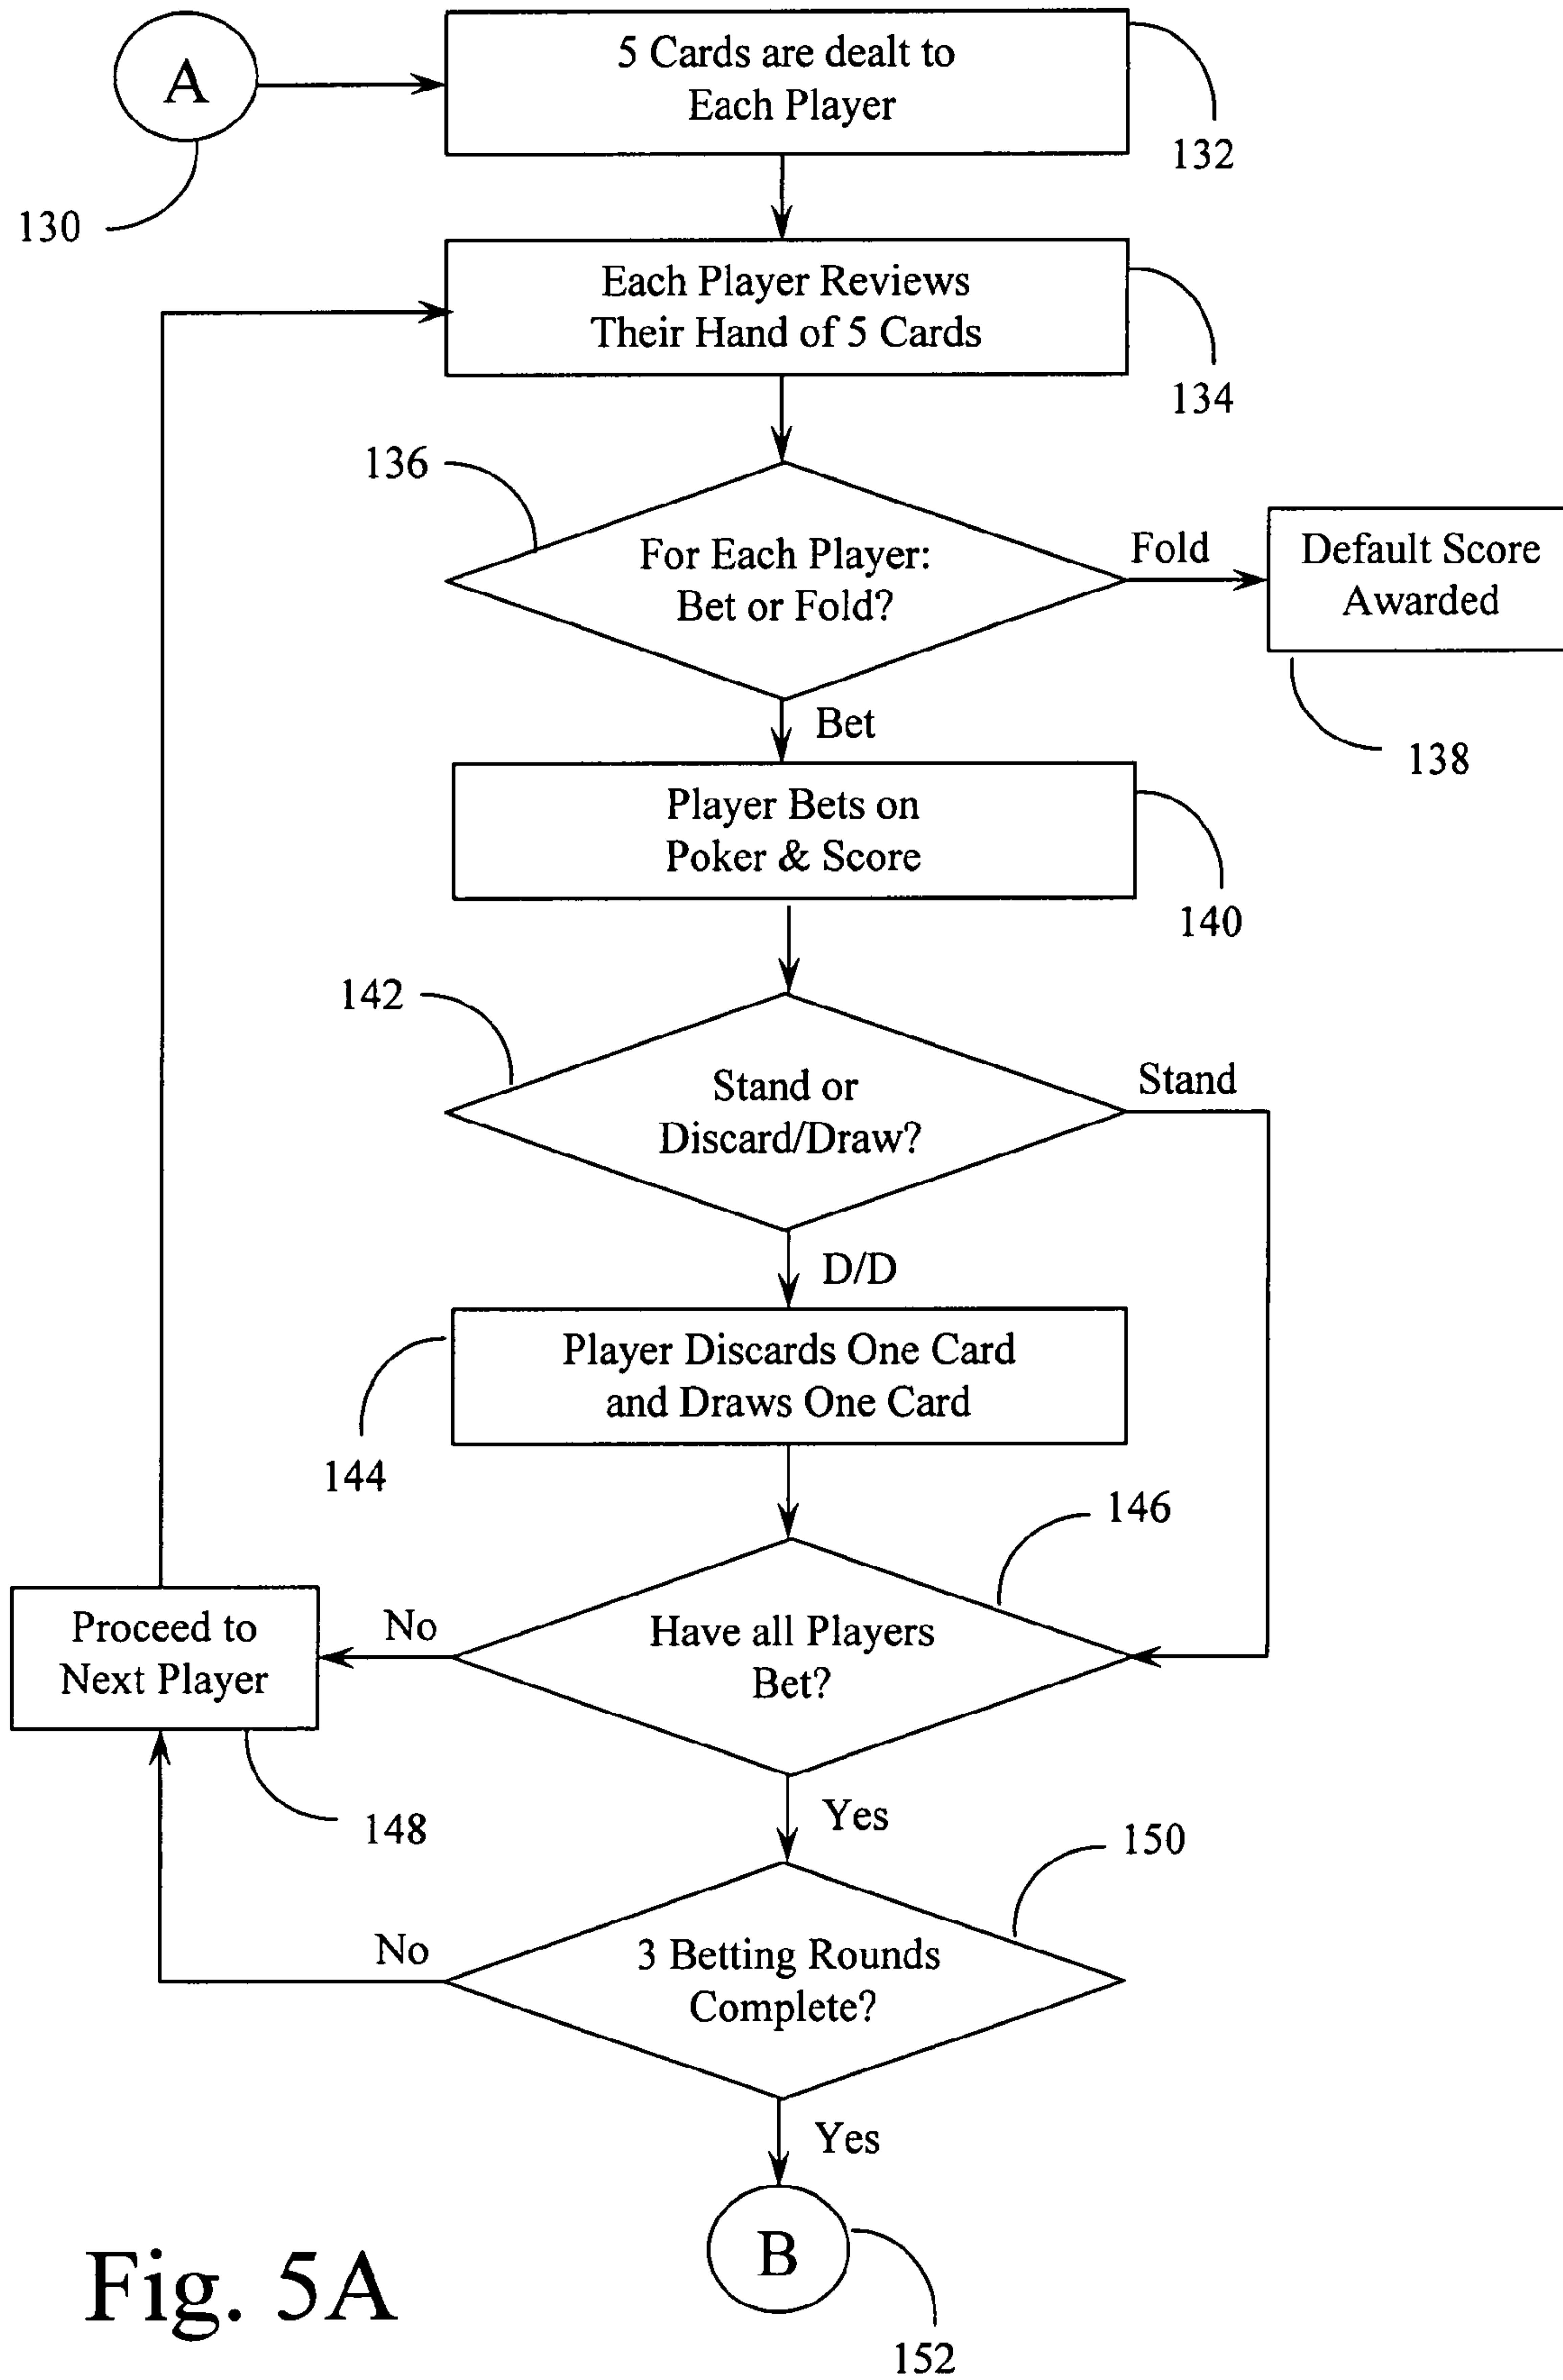 A
130
5 Cards are dealt to
Each Player
132
Each Player Reviews
Their Hand of 5 Cards
134
136
For Each Player:
Bet or Fold?
Fold
Default Score
Awarded
138
Bet
Player Bets on
Poker & Score
140
142
Stand or
Discard/Draw?
Stand
D/D
Player Discards One Card
and Draws One Card
144
146
Have all Players
Bet?
No
Proceed to
Next Player
148
Yes
150
3 Betting Rounds
Complete?
No
Yes
B
152
Fig. 5A